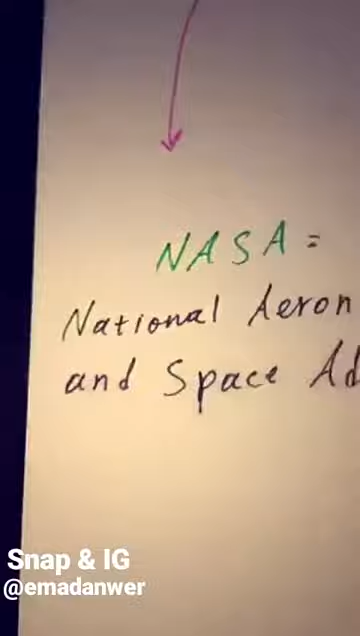 NASA =
National Aeron
and Space Ad
Snap & IG
@emadanwer